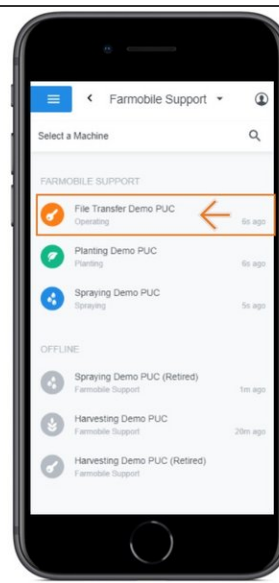 Farmobile Support
Select a Machine
FARMOBILE SUPPORT
File Transfer Demo PUC
Operating
6s ago
Planting Demo PUC
Planting
6s ago
Spraying Demo PUC
Spraying
5s ago
OFFLINE
Spraying Demo PUC (Retired)
Farmobile Support
1m ago
Harvesting Demo PUC
Farmobile Support
20m ago
Harvesting Demo PUC (Retired)
Farmobile Support